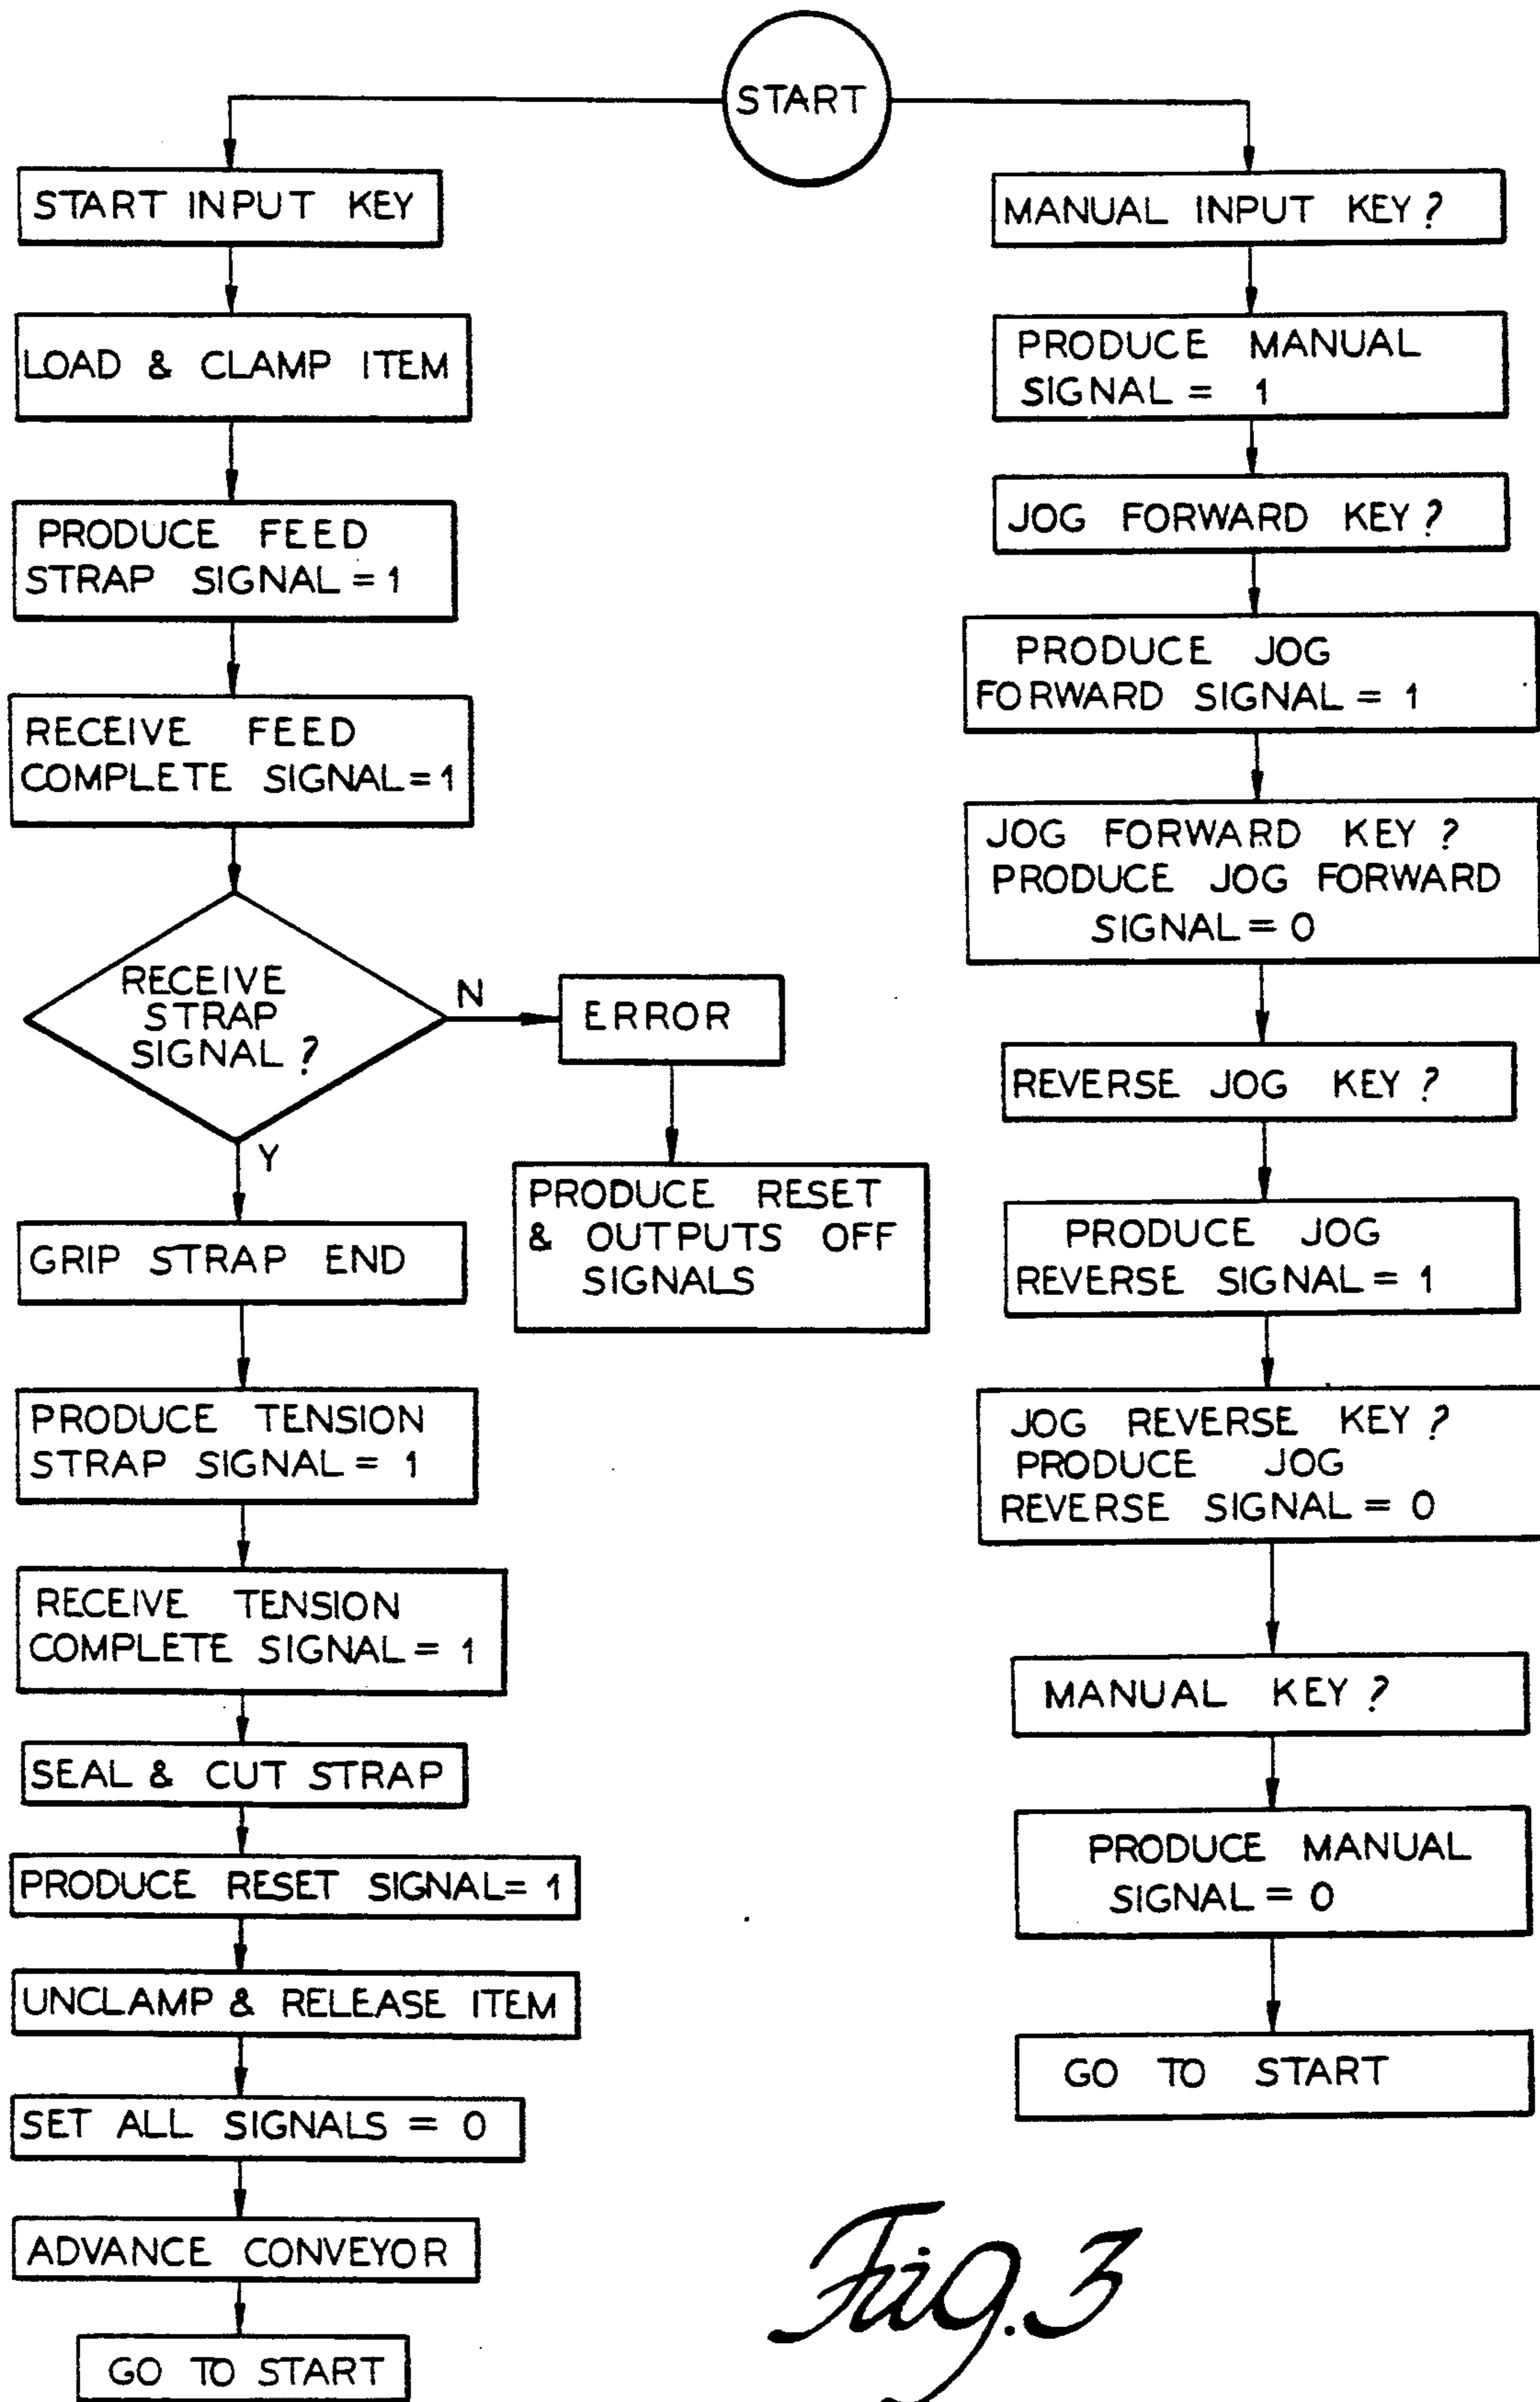 START
START INPUT KEY
LOAD & CLAMP ITEM
PRODUCE FEED
STRAP SIGNAL = 1
RECEIVE FEED
COMPLETE SIGNAL = 1
RECEIVE
STRAP
SIGNAL ?
N
ERROR
PRODUCE RESET
& OUTPUTS OFF
SIGNALS
Y
GRIP STRAP END
PRODUCE TENSION
STRAP SIGNAL = 1
RECEIVE TENSION
COMPLETE SIGNAL = 1
SEAL & CUT STRAP
PRODUCE RESET SIGNAL = 1
UNCLAMP & RELEASE ITEM
SET ALL SIGNALS = 0
ADVANCE CONVEYOR
GO TO START
MANUAL INPUT KEY ?
PRODUCE MANUAL
SIGNAL = 1
JOG FORWARD KEY ?
PRODUCE JOG
FORWARD SIGNAL = 1
JOG FORWARD KEY ?
PRODUCE JOG FORWARD
SIGNAL = 0
REVERSE JOG KEY ?
PRODUCE JOG
REVERSE SIGNAL = 1
JOG REVERSE KEY ?
PRODUCE JOG
REVERSE SIGNAL = 0
MANUAL KEY ?
PRODUCE MANUAL
SIGNAL = 0
GO TO START
Fig. 3